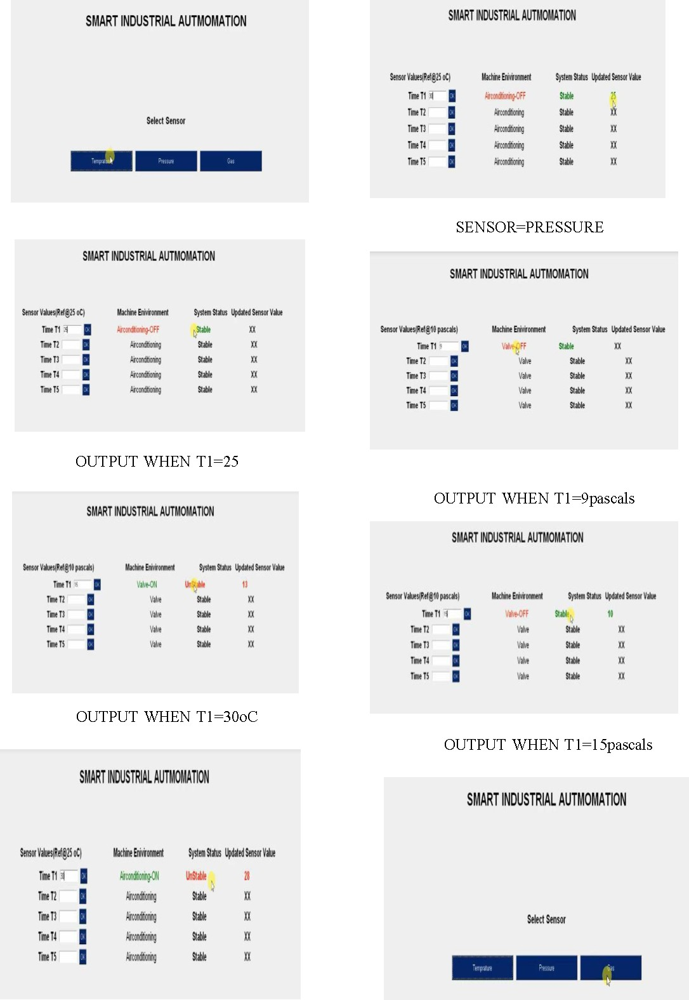 SMART INDUSTRIAL AUTMOMATION
Select Sensor
Pressure
Gas
SMART INDUSTRIAL AUTMOMATION
Sensor Values(Ref@25 oC) Machine Enivironment System Status Updated Sensor Value
Time T1 25 OK Airconditioning-OFF Stable XX
Time T2 OK Airconditioning Stable XX
Time T3 OK Airconditioning Stable XX
Time T4 OK Airconditioning Stable XX
Time T5 OK Airconditioning Stable XX
OUTPUT WHEN T1=25
SMART INDUSTRIAL AUTMOMATION
Sensor Values(Ref@10 pascals) Machine Enivironment System Status Updated Sensor Value
Time T1 15 OK Valve-ON UnStable 13
Time T2 OK Valve Stable XX
Time T3 OK Valve Stable XX
Time T4 OK Valve Stable XX
Time T5 OK Valve Stable XX
OUTPUT WHEN T1=30oC
SMART INDUSTRIAL AUTMOMATION
Sensor Values(Ref@25 oC) Machine Enivironment System Status Updated Sensor Value
Time T1 30 OK Airconditioning-ON UnStable 28
Time T2 OK Airconditioning Stable XX
Time T3 OK Airconditioning Stable XX
Time T4 OK Airconditioning Stable XX
Time T5 OK Airconditioning Stable XX
SMART INDUSTRIAL AUTMOMATION
Sensor Values(Ref@25 oC) Machine Enivironment System Status Updated Sensor Value
Time T1 30 OK Airconditioning-OFF Stable 25
Time T2 OK Airconditioning Stable XX
Time T3 OK Airconditioning Stable XX
Time T4 OK Airconditioning Stable XX
Time T5 OK Airconditioning Stable XX
SENSOR=PRESSURE
SMART INDUSTRIAL AUTMOMATION
Sensor Values(Ref@10 pascals) Machine Enivironment System Status Updated Sensor Value
Time T1 9 OK Valve-OFF Stable XX
Time T2 OK Valve Stable XX
Time T3 OK Valve Stable XX
Time T4 OK Valve Stable XX
Time T5 OK Valve Stable XX
OUTPUT WHEN T1=9pascals
SMART INDUSTRIAL AUTMOMATION
Sensor Values(Ref@10 pascals) Machine Enivironment System Status Updated Sensor Value
Time T1 15 OK Valve-OFF Stable 10
Time T2 OK Valve Stable XX
Time T3 OK Valve Stable XX
Time T4 OK Valve Stable XX
Time T5 OK Valve Stable XX
OUTPUT WHEN T1=15pascals
SMART INDUSTRIAL AUTMOMATION
Select Sensor
Temprature
Pressure
Gas